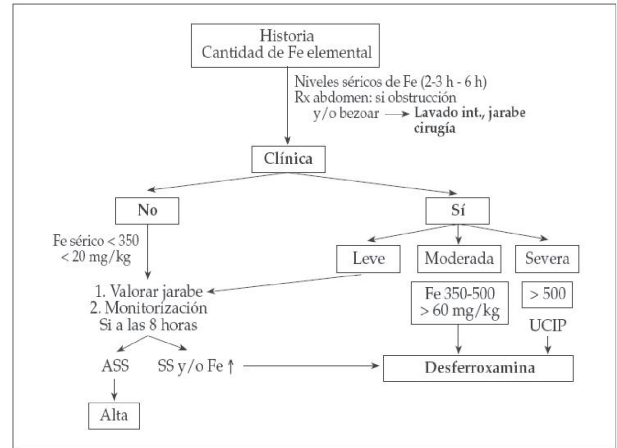 Historia
Cantidad de Fe elemental
Niveles séricos de Fe (2-3 h - 6 h)
Rx abdomen: si obstrucción
y/o bezoar → Lavado int., jarabe
cirugía
Clínica
No
Sí
Fe sérico < 350
< 20 mg/kg
Leve
Moderada
Severa
1. Valorar jarabe
2. Monitorización
Si a las 8 horas
Fe 350-500
> 60 mg/kg
> 500
UCIP
ASS
SS y/o Fe ↑
Desferroxamina
Alta